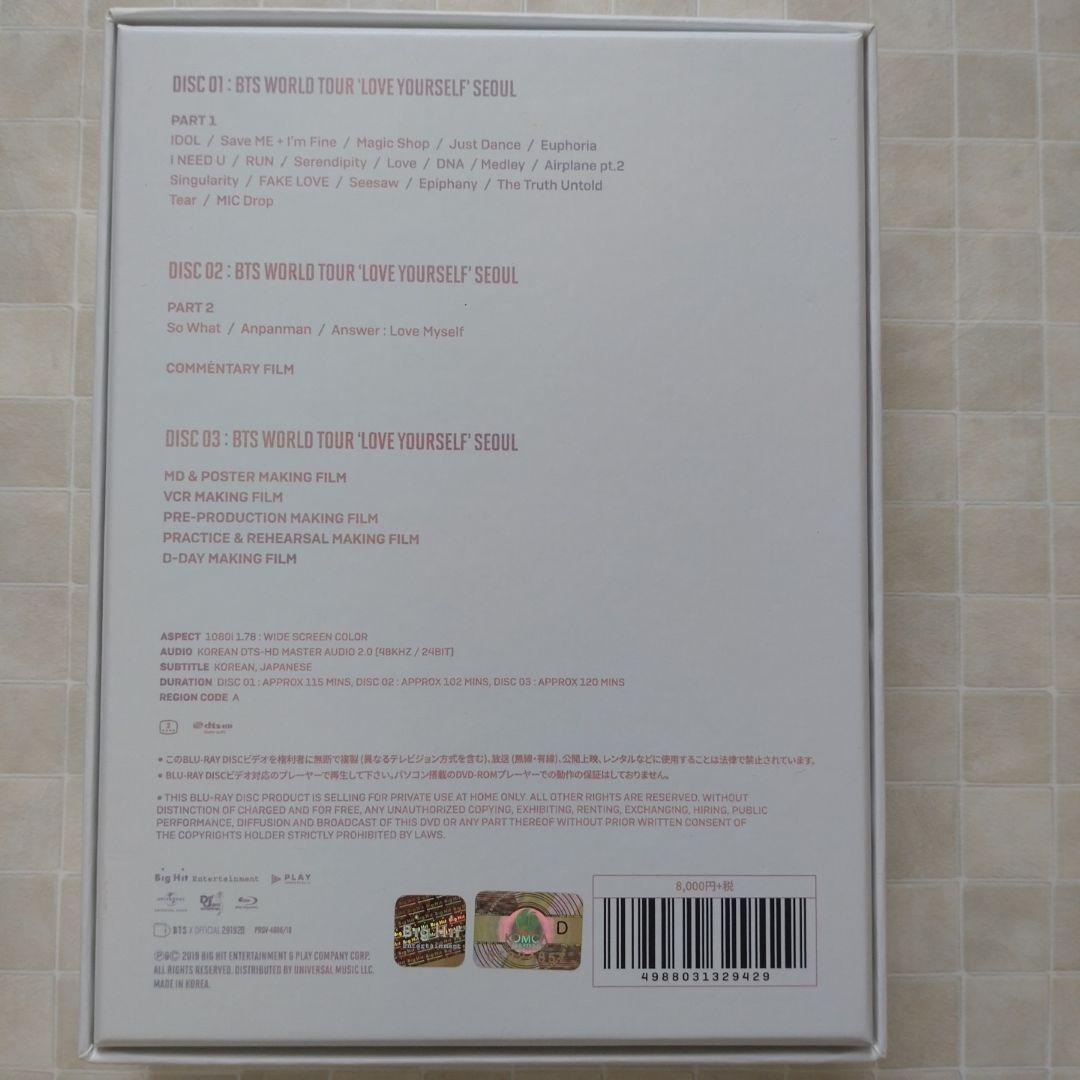 DISC 01 : BTS WORLD TOUR 'LOVE YOURSELF' SEOUL
PART 1
IDOL / Save ME + I'm Fine / Magic Shop / Just Dance / Euphoria
I NEED U / RUN / Serendipity / Love / DNA / Medley / Airplane pt.2
Singularity / FAKE LOVE / Seesaw / Epiphany / The Truth Untold
Tear / MIC Drop
DISC 02 : BTS WORLD TOUR 'LOVE YOURSELF' SEOUL
PART 2
So What / Anpanman / Answer : Love Myself
COMMENTARY FILM
DISC 03 : BTS WORLD TOUR 'LOVE YOURSELF' SEOUL
MD & POSTER MAKING FILM
VCR MAKING FILM
PRE-PRODUCTION MAKING FILM
PRACTICE & REHEARSAL MAKING FILM
D-DAY MAKING FILM
ASPECT 1080i 1.78 : WIDE SCREEN COLOR
AUDIO KOREAN DTS-HD MASTER AUDIO 2.0 (48KHZ / 24BIT)
SUBTITLE KOREAN, JAPANESE
DURATION DISC 01 : APPROX 115 MINS, DISC 02 : APPROX 102 MINS, DISC 03 : APPROX 120 MINS
REGION CODE A
2 dts HD
• このBLU-RAY DISCビデオを権利者に無断で複製 (異なるテレビジョン方式を含む)、放送 (無線・有線)、公開上映、レンタルなどに使用することは法律で禁止されています。
• BLU-RAY DISCビデオ対応のプレーヤーで再生して下さい。パソコン搭載のDVD-ROMプレーヤーでの動作の保証はしておりません。
• THIS BLU-RAY DISC PRODUCT IS SELLING FOR PRIVATE USE AT HOME ONLY. ALL OTHER RIGHTS ARE RESERVED. WITHOUT
DISTINCTION OF CHARGED AND FOR FREE, ANY UNAUTHORIZED COPYING, EXHIBITING, RENTING, EXCHANGING, HIRING, PUBLIC
PERFORMANCE, DIFFUSION AND BROADCAST OF THIS DVD OR ANY PART THEREOF WITHOUT PRIOR WRITTEN CONSENT OF
THE COPYRIGHTS HOLDER STRICTLY PROHIBITED BY LAWS.
Big Hit Entertainment PLAY
UNIVERSAL Def Jam
BTS X OFFICIAL 201920
Ⓟ&Ⓒ 2019 BIG HIT ENTERTAINMENT & PLAY COMPANY CORP.
ALL RIGHTS RESERVED. DISTRIBUTED BY UNIVERSAL MUSIC LLC.
MADE IN KOREA.
Big Hit
Entertainment
KOMCA D
8,000円+税
4988031329429